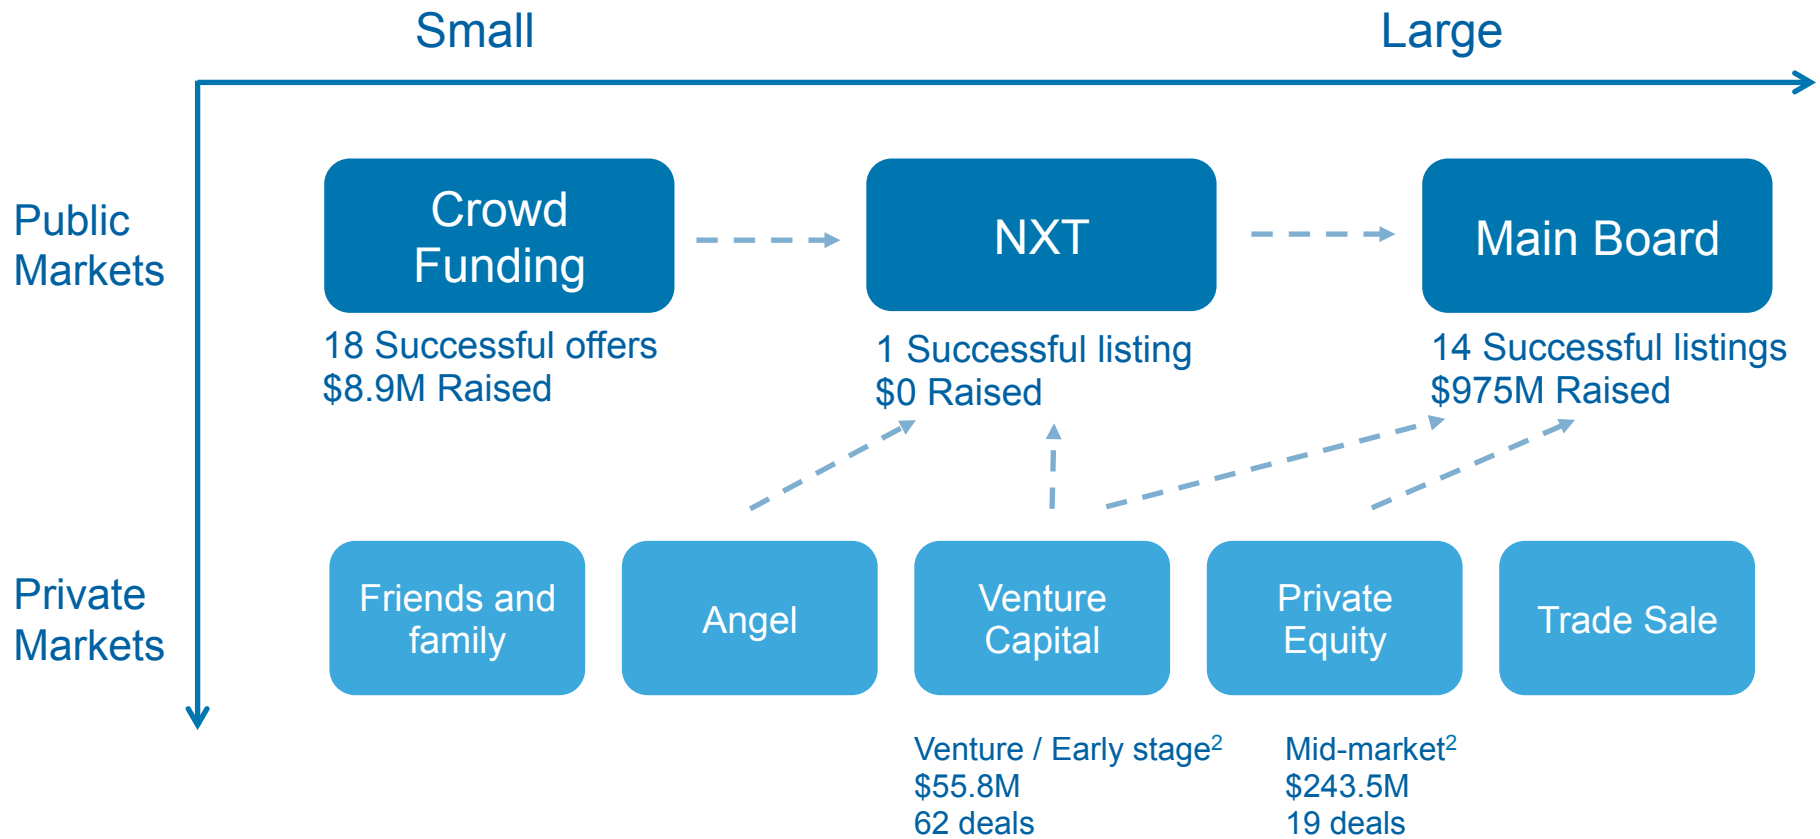 Small
Large
Public
Markets
Crowd
Funding
NXT
Main Board
18 Successful offers
$8.9M Raised
1 Successful listing
$0 Raised
14 Successful listings
$975M Raised
Private
Markets
Friends and
family
Angel
Venture
Capital
Private
Equity
Trade Sale
Venture / Early stage²
$55.8M
62 deals
Mid-market²
$243.5M
19 deals